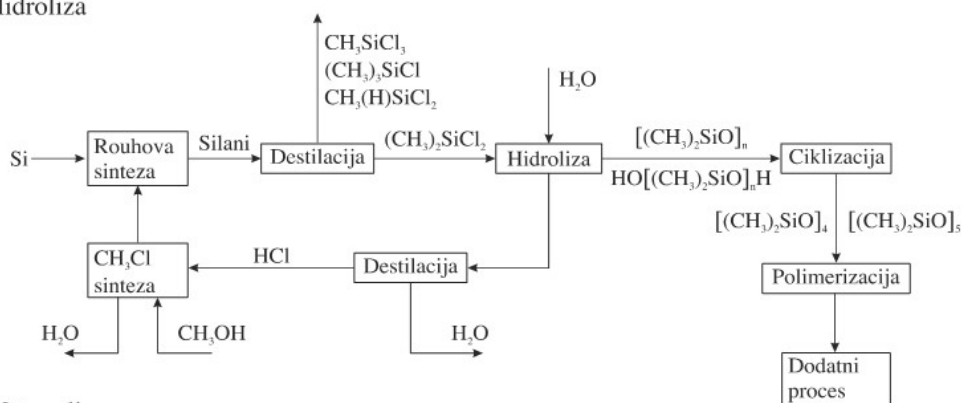 Hidroliza
CH₃SiCl₃
(CH₃)₃SiCl
CH₃(H)SiCl₂
H₂O
Si
Rouhova
sinteza
Silani
Destilacija
(CH₃)₂SiCl₂
Hidroliza
[(CH₃)₂SiO]ₙ
HO[(CH₃)₂SiO]ₙH
Ciklizacija
[(CH₃)₂SiO]₄
[(CH₃)₂SiO]₅
CH₃Cl
sinteza
HCl
Destilacija
Polimerizacija
H₂O
CH₃OH
H₂O
Dodatni
proces